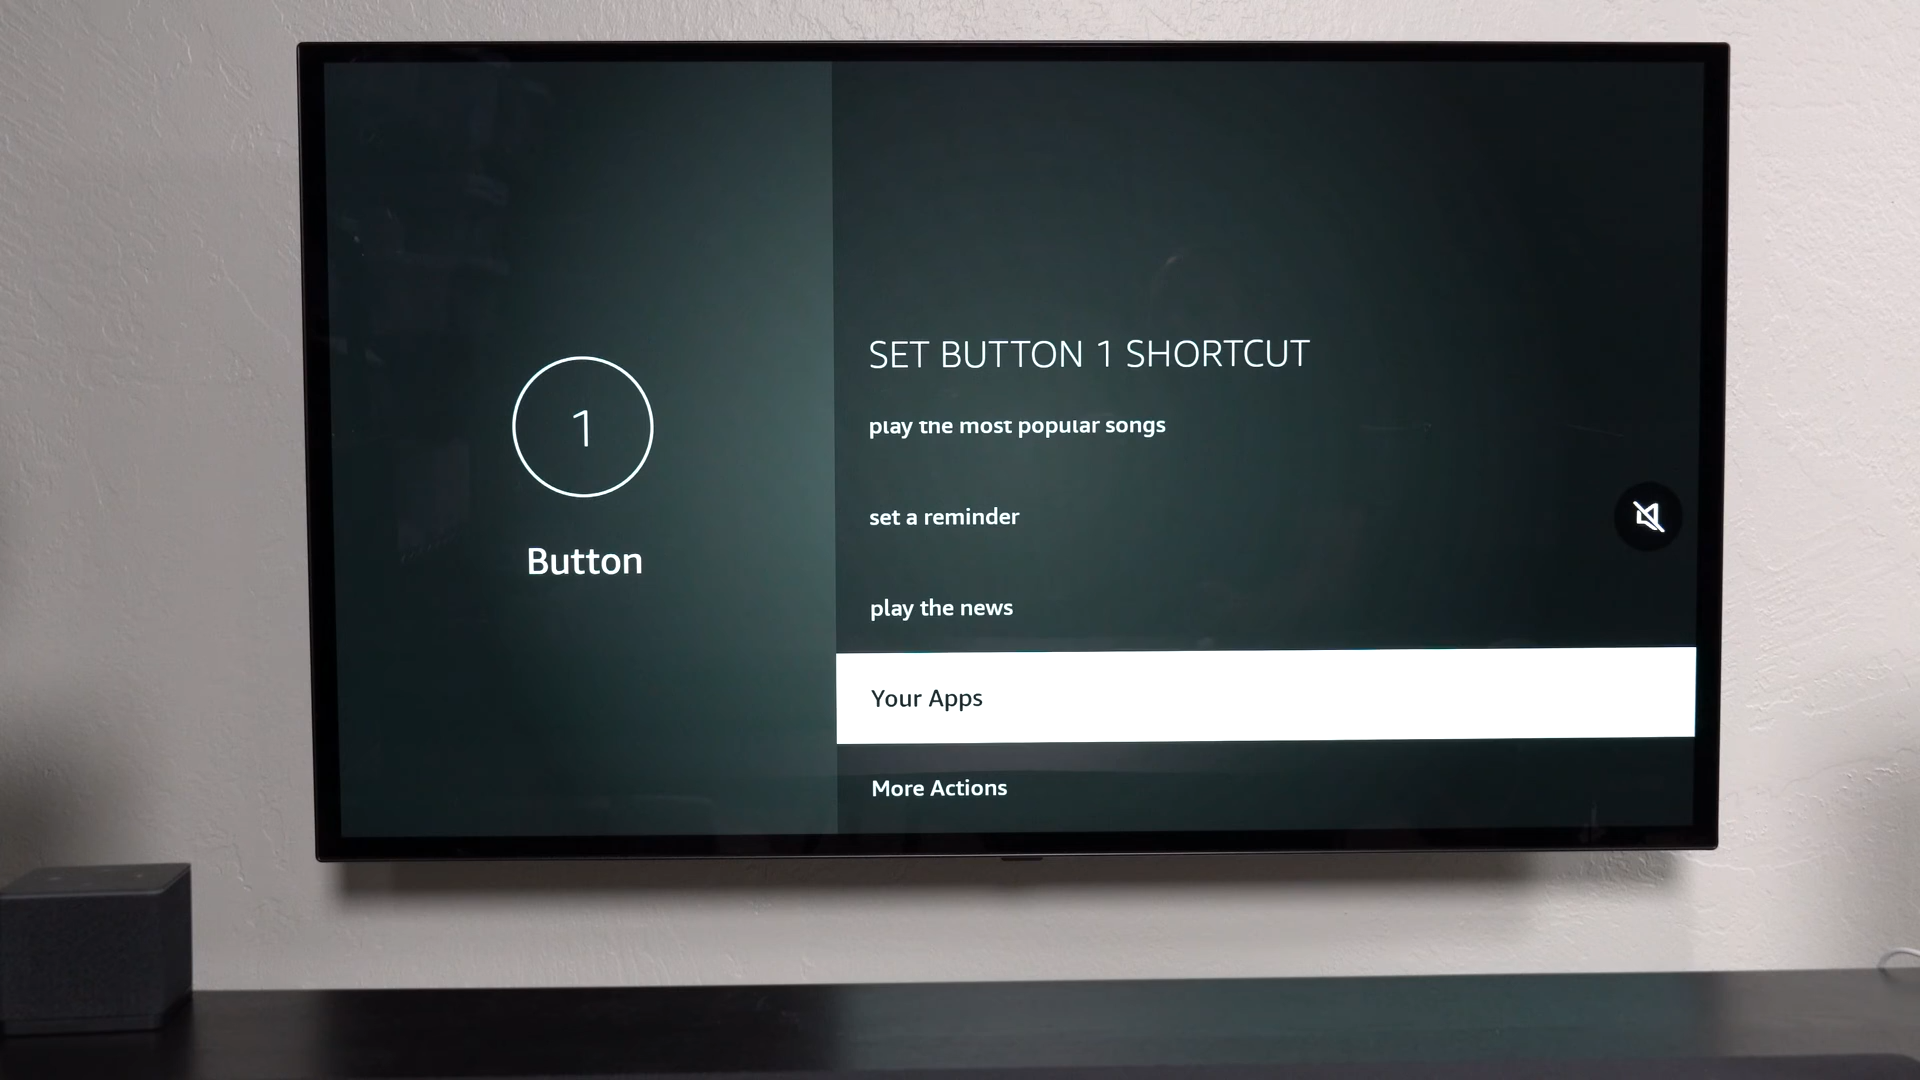 1
Button
SET BUTTON 1 SHORTCUT
play the most popular songs
set a reminder
play the news
Your Apps
More Actions